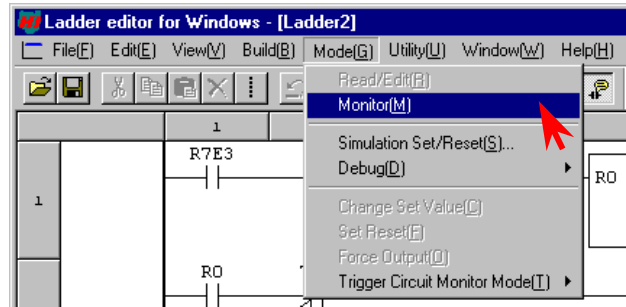 Ladder editor for Windows - [Ladder2]
File(F) Edit(E) View(V) Build(B) Mode(G) Utility(U) Window(W) Help(H)
Read/Edit(R)
Monitor(M)
1
Simulation Set/Reset(S)...
R7E3
Debug(D)
R0
1
Change Set Value(C)
Set Reset(F)
Force Output(O)
R0
Trigger Circuit Monitor Mode(T)